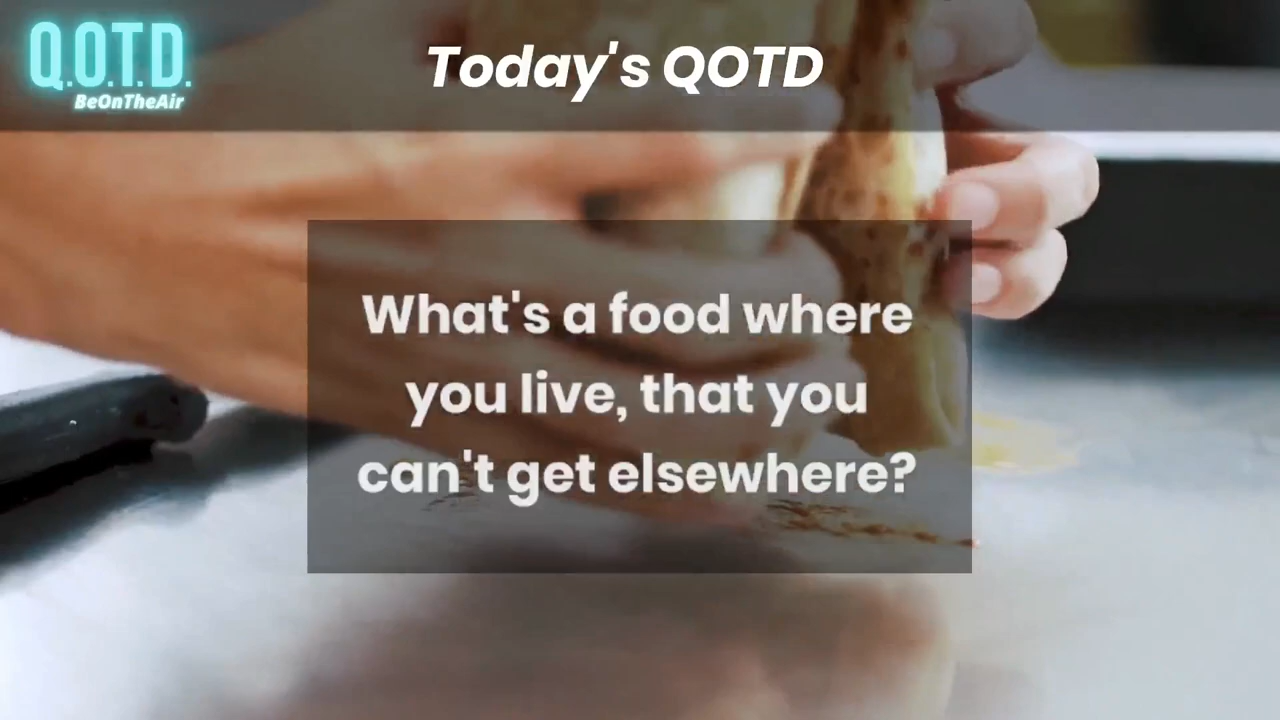 Q.O.T.D.
BeOnTheAir
Today's QOTD
What's a food where
you live, that you
can't get elsewhere?